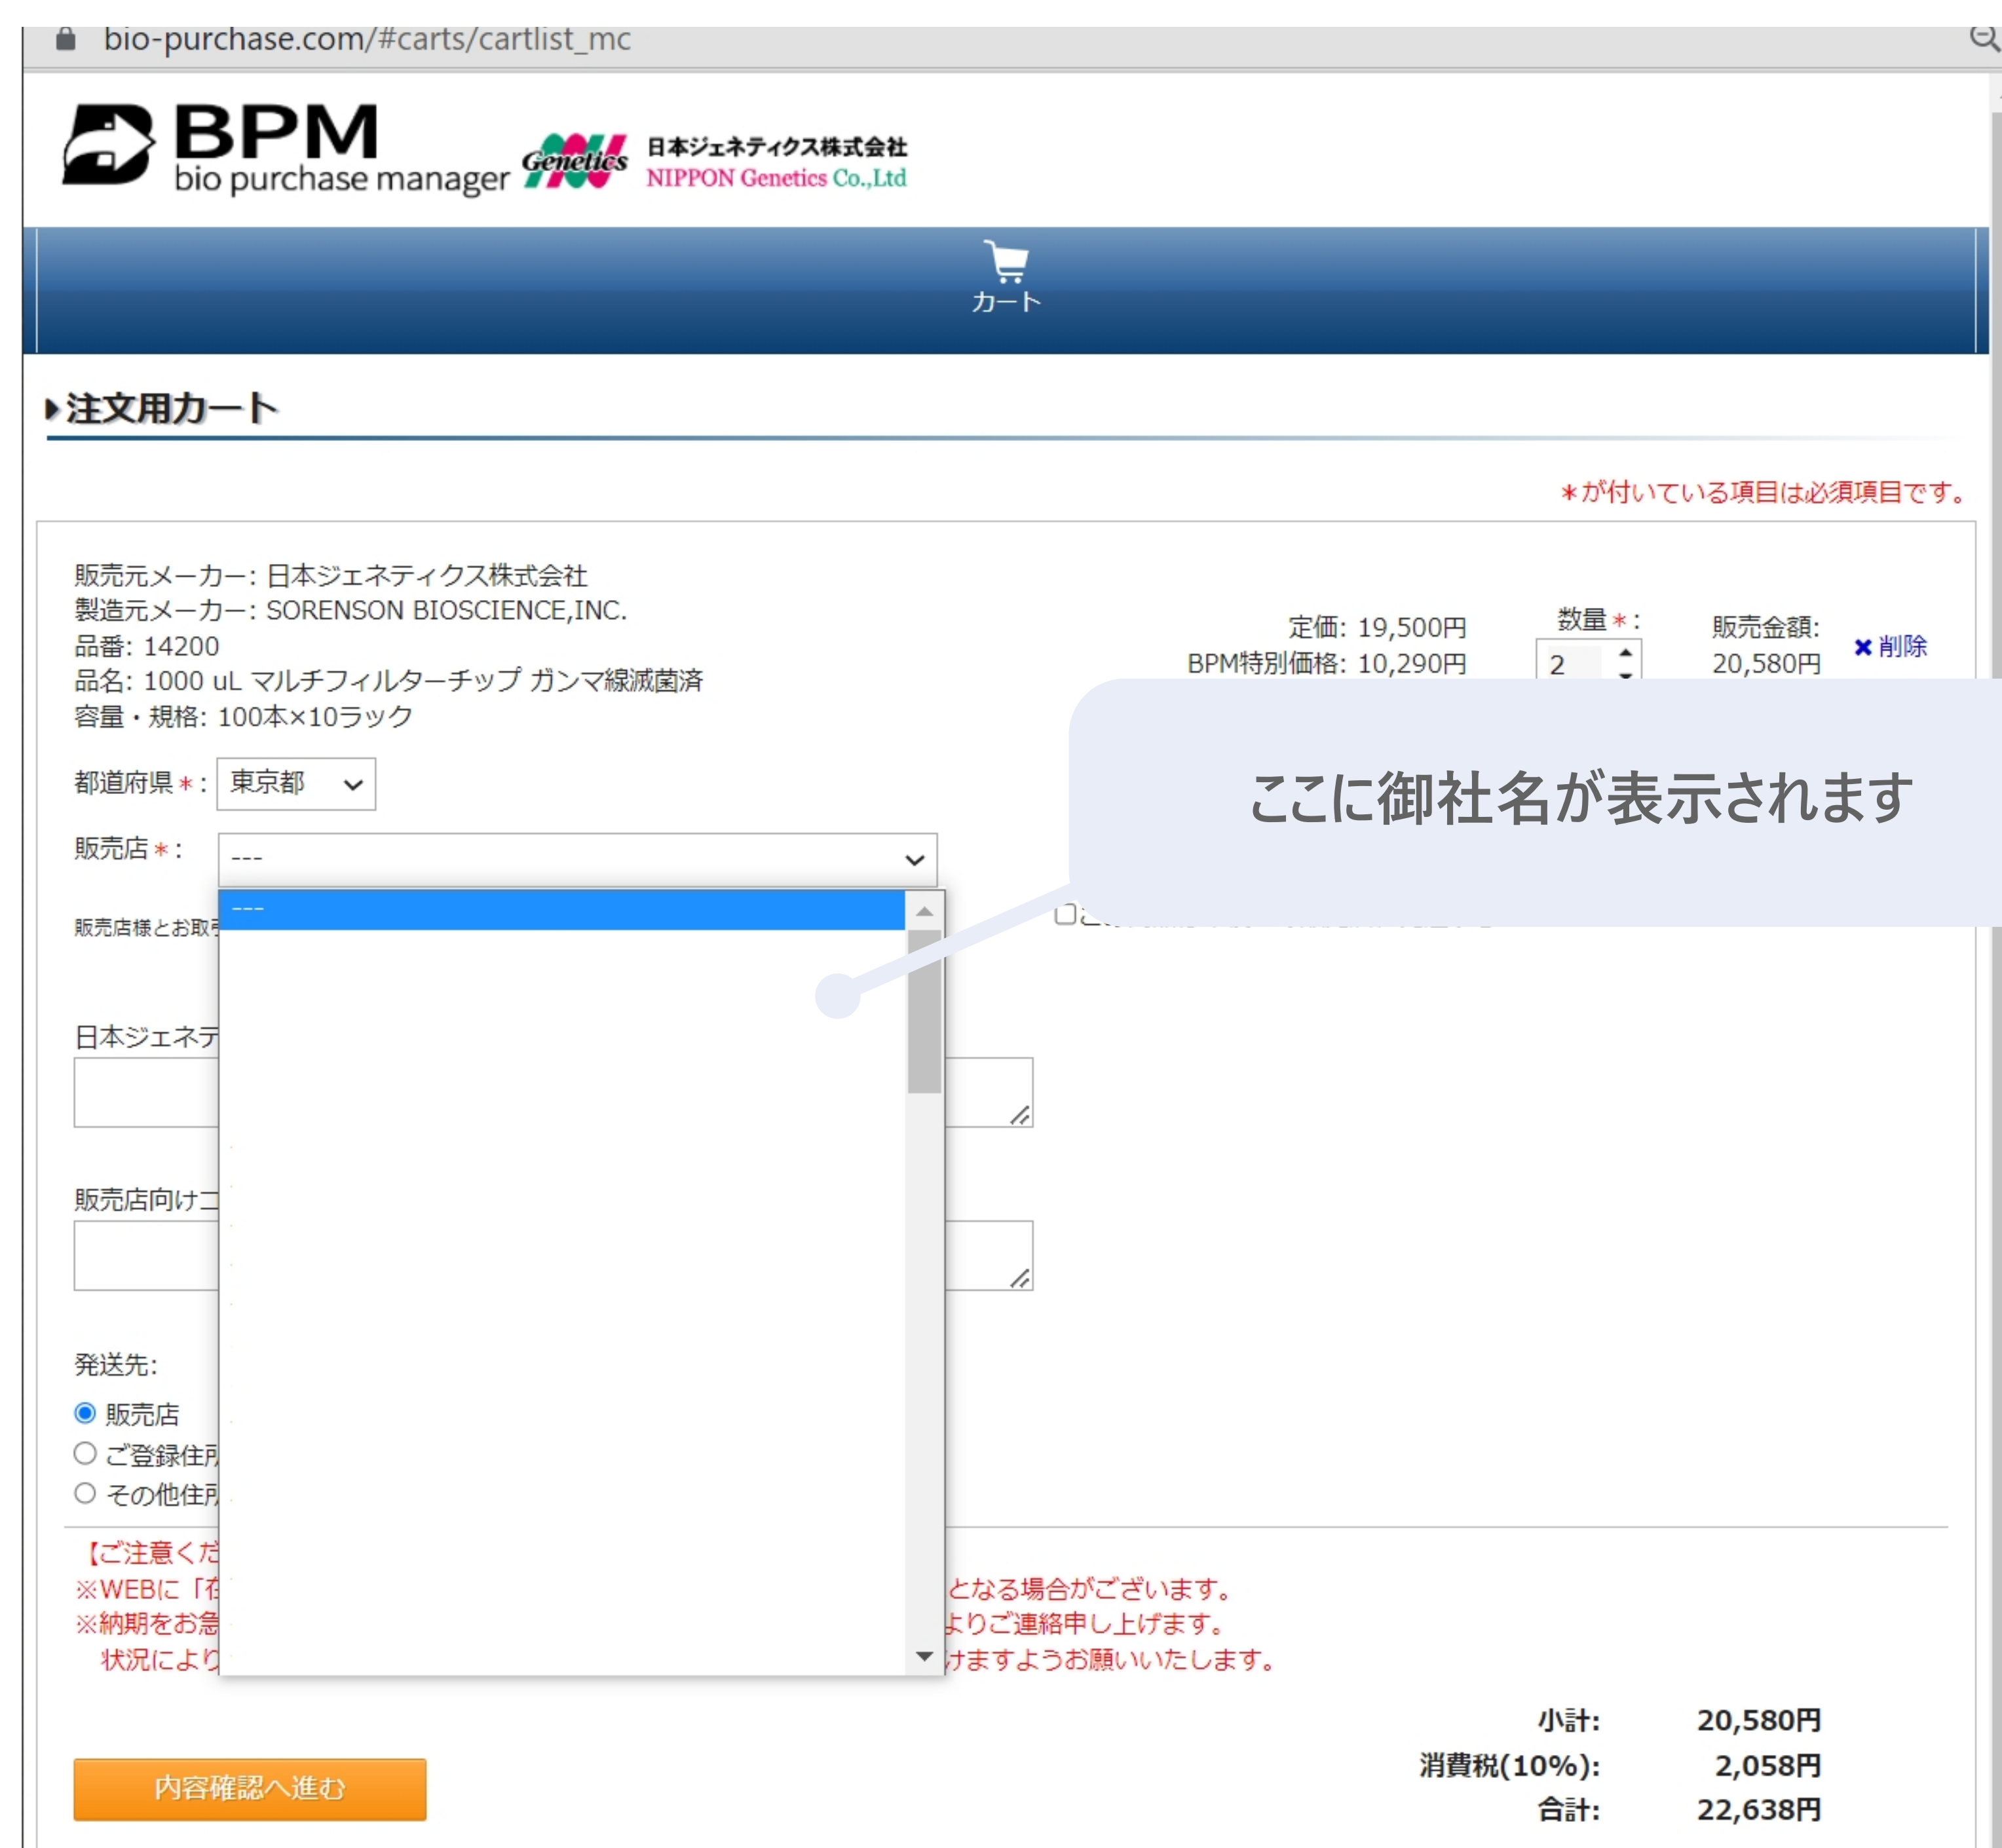 bio-purchase.com/#carts/cartlist_mc
BPM
bio purchase manager
Genetics
日本ジェネティクス株式会社
NIPPON Genetics Co.,Ltd
カート
注文用カート
*が付いている項目は必須項目です。
販売元メーカー: 日本ジェネティクス株式会社
製造元メーカー: SORENSON BIOSCIENCE,INC.
品番: 14200
品名: 1000 uL マルチフィルターチップ ガンマ線滅菌済
容量・規格: 100本×10ラック
定価: 19,500円
BPM特別価格: 10,290円
数量*:
2
販売金額:
20,580円
✖削除
都道府県*: 東京都
ここに御社名が表示されます
販売店*: ---
---
販売店様とお取引
日本ジェネテ
販売店向けコ
発送先:
販売店
ご登録住所
その他住所
【ご注意くだ
※WEBに「在 となる場合がございます。
※納期をお急 よりご連絡申し上げます。
状況により けますようお願いいたします。
小計: 20,580円
消費税(10%): 2,058円
合計: 22,638円
内容確認へ進む